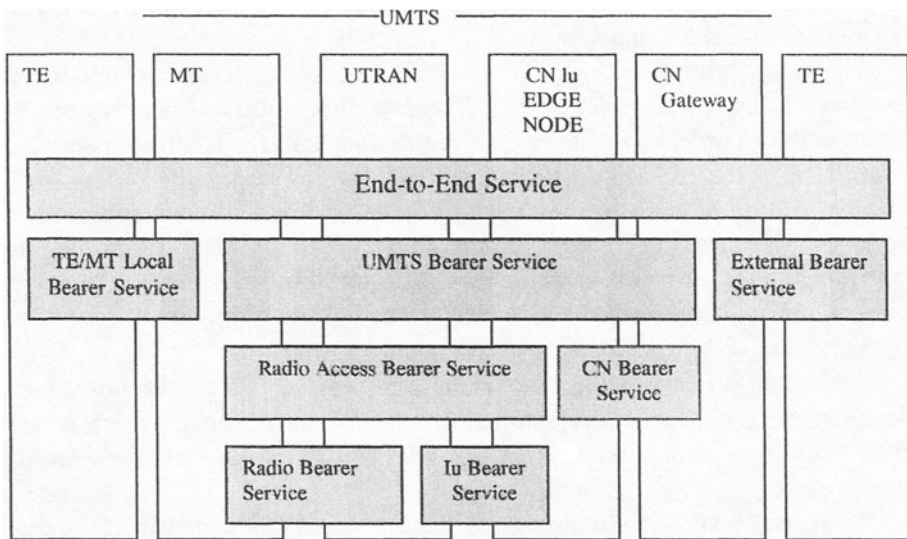 UMTS
TE
MT
UTRAN
CN Iu
EDGE
NODE
CN
Gateway
TE
End-to-End Service
TE/MT Local
Bearer Service
UMTS Bearer Service
External Bearer
Service
Radio Access Bearer Service
CN Bearer
Service
Radio Bearer
Service
Iu Bearer
Service